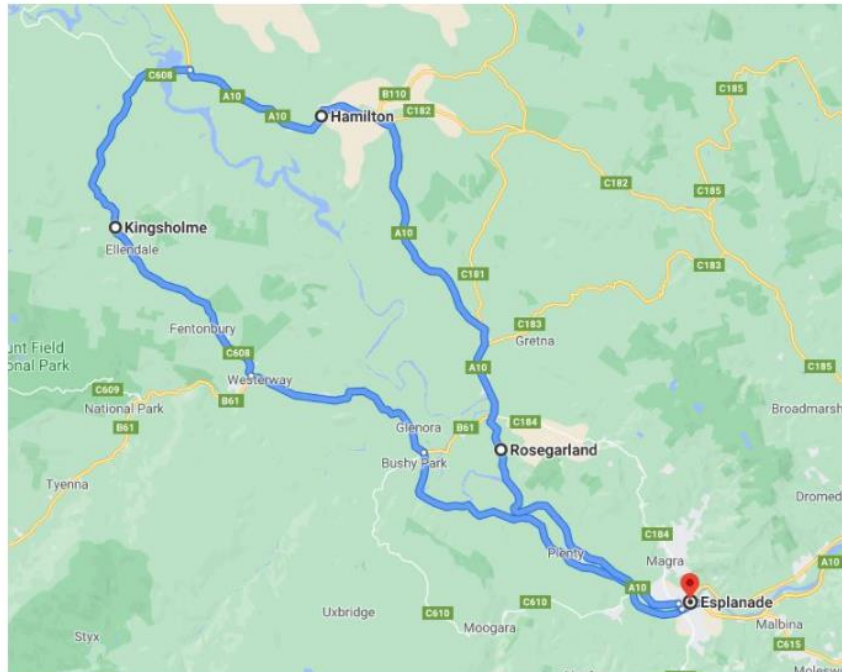 C608
A10
A10
B110
Hamilton
C182
C185
C182
C185
Kingsholme
Ellendale
A10
C181
C183
Fentonbury
C183
Gretna
unt Field
onal Park
C608
A10
C185
C609
Westerway
National Park
B61
Broadmarsh
B61
Glenora
C184
B61
Rosegarland
Bushy Park
Tyenna
Dromed
C184
Plenty
Magra
A10
A10
Esplanade
Uxbridge
C610
C610
Malbina
Moogara
C615
Styx